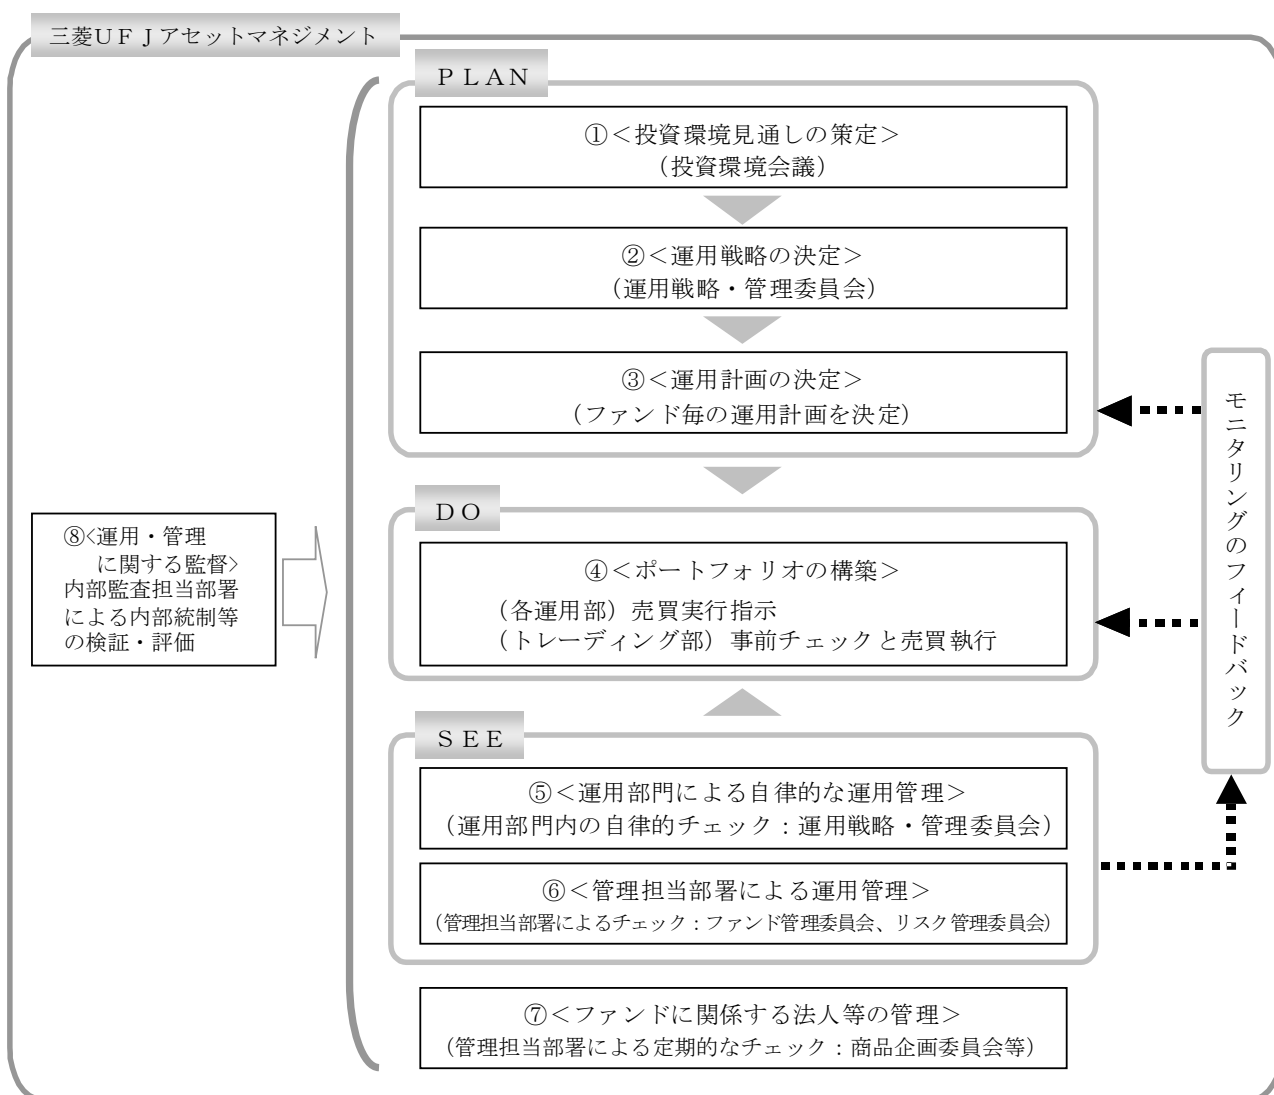 三菱UFJアセットマネジメント
PLAN
①＜投資環境見通しの策定＞
（投資環境会議）
②＜運用戦略の決定＞
（運用戦略・管理委員会）
③＜運用計画の決定＞
（ファンド毎の運用計画を決定）
DO
④＜ポートフォリオの構築＞
（各運用部）売買実行指示
（トレーディング部）事前チェックと売買執行
SEE
⑤＜運用部門による自律的な運用管理＞
（運用部門内の自律的チェック：運用戦略・管理委員会）
⑥＜管理担当部署による運用管理＞
（管理担当部署によるチェック：ファンド管理委員会、リスク管理委員会）
⑦＜ファンドに関係する法人等の管理＞
（管理担当部署による定期的なチェック：商品企画委員会等）
⑧<運用・管理
に関する監督>
内部監査担当部署
による内部統制等
の検証・評価
モニタリングのフィードバック